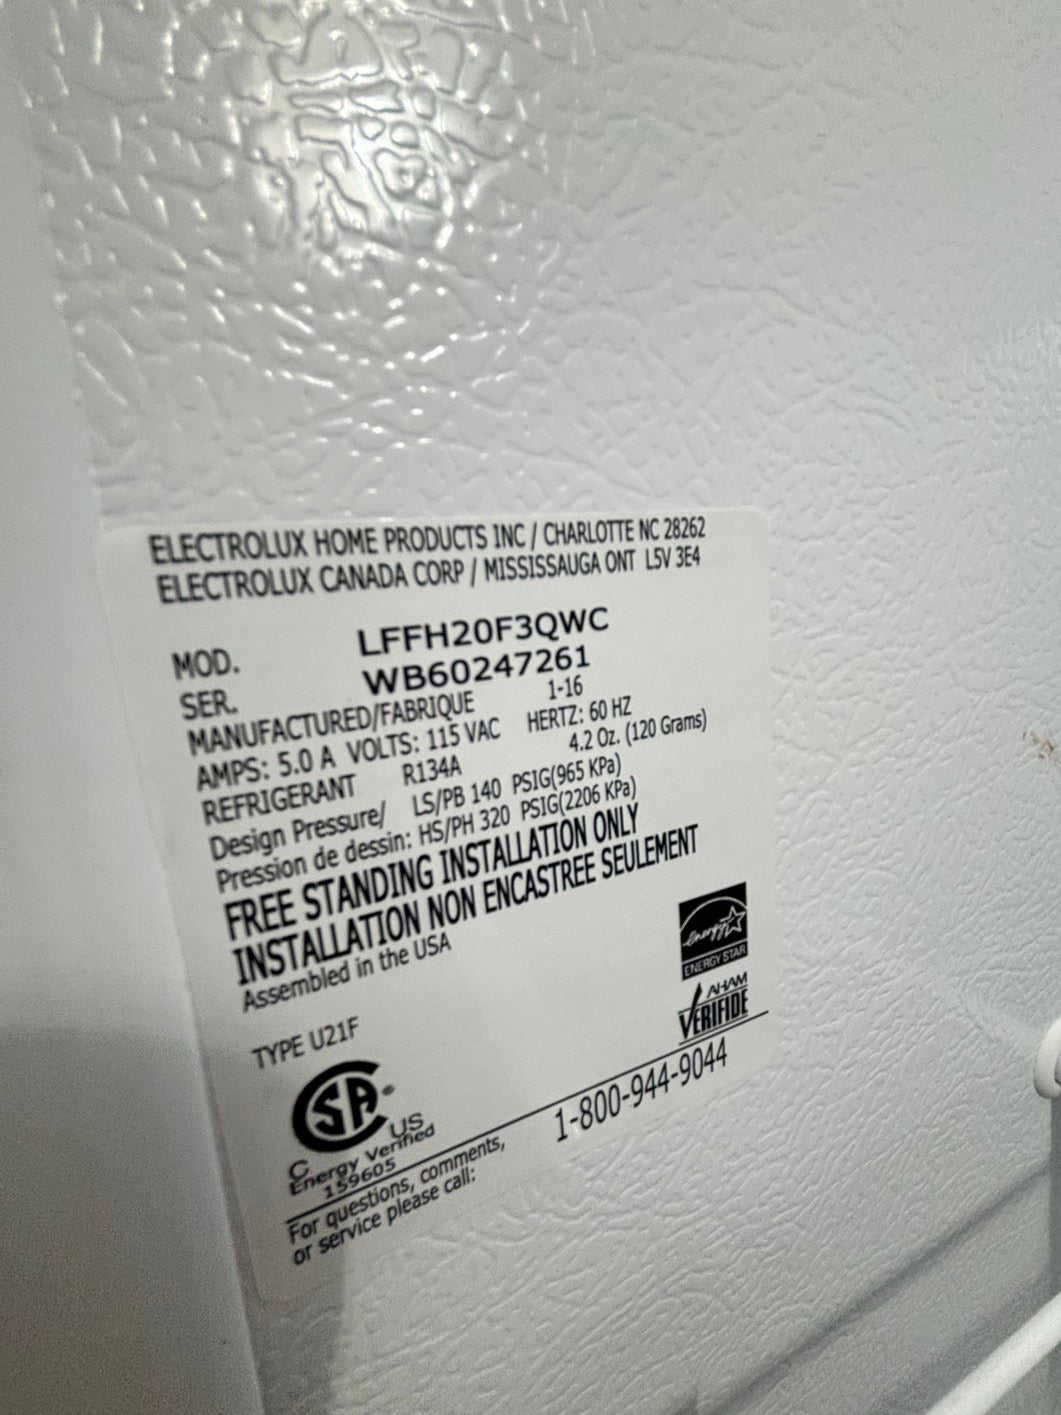 ELECTROLUX HOME PRODUCTS INC / CHARLOTTE NC 28262
ELECTROLUX CANADA CORP / MISSISSAUGA ONT L5V 3E4
MOD. LFFH20F3QWC
SER. WB60247261
MANUFACTURED/FABRIQUE 1-16
AMPS: 5.0 A VOLTS: 115 VAC HERTZ: 60 HZ
REFRIGERANT R134A 4.2 Oz. (120 Grams)
Design Pressure/ LS/PB 140 PSIG(965 KPa)
Pression de dessin: HS/PH 320 PSIG(2206 KPa)
FREE STANDING INSTALLATION ONLY
INSTALLATION NON ENCASTREE SEULEMENT
Assembled in the USA
energy
ENERGY STAR
AHAM
VERIFIDE
TYPE U21F
SA ®
C US
Energy Verified
159605
For questions, comments,
or service please call:
1-800-944-9044